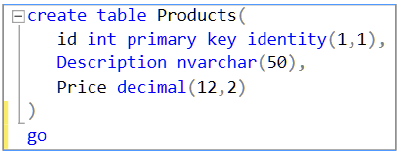 create table Products(
id int primary key identity(1,1),
Description nvarchar(50),
Price decimal(12,2)
)
go